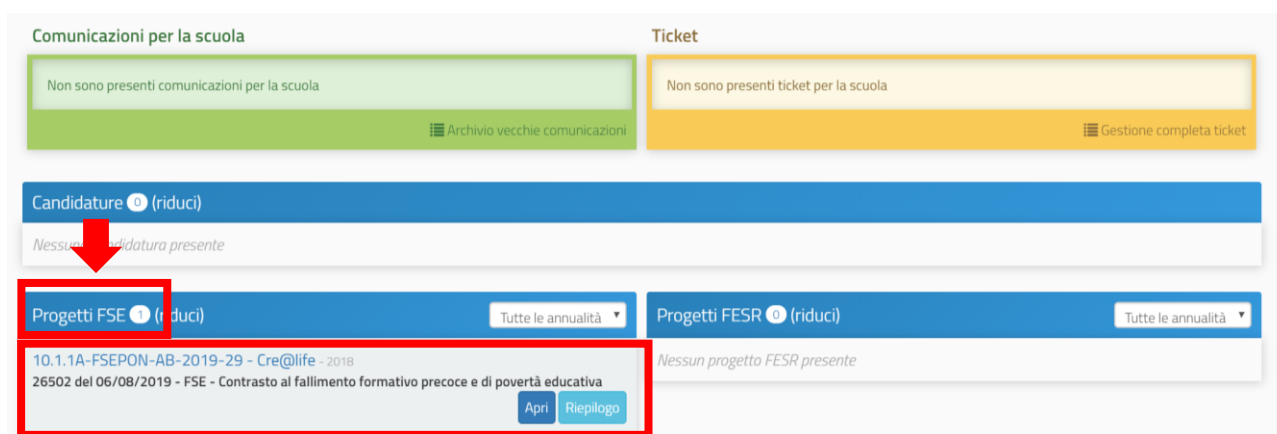 Comunicazioni per la scuola
Non sono presenti comunicazioni per la scuola
Archivio vecchie comunicazioni
Ticket
Non sono presenti ticket per la scuola
Gestione completa ticket
Candidature 0 (riduci)
presente
Progetti FSE 1 (riduci)
Tutte le annualità
10.1.1A-FSEPON-AB-2019-29 - Cre@life - 2018
26502 del 06/08/2019 - FSE - Contrasto al fallimento formativo precoce e di povertà educativa
Apri Riepilogo
Progetti FESR 0 (riduci)
Tutte le annualità
Nessun progetto FESR presente